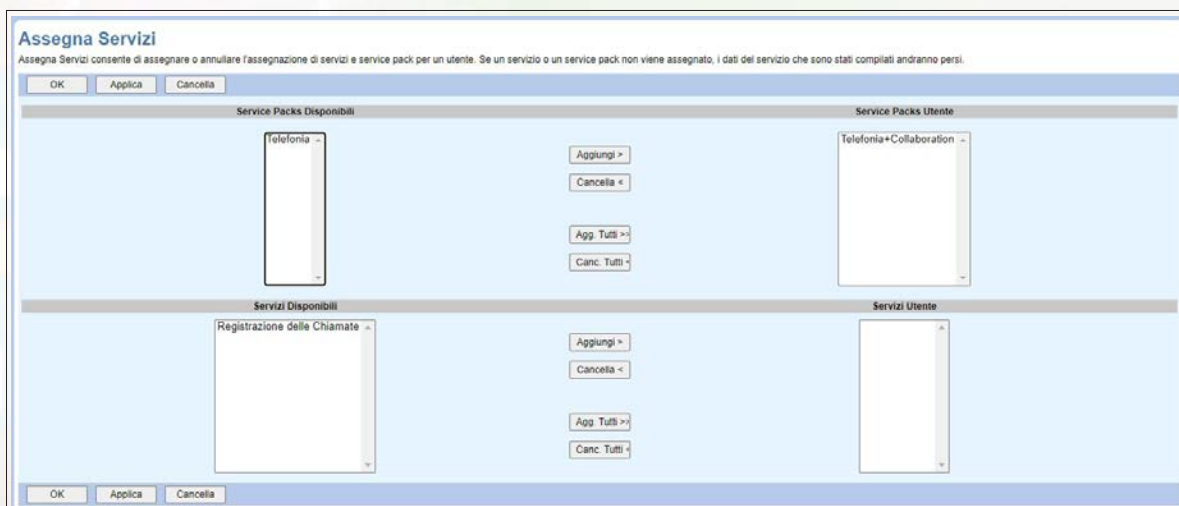 Assegna Servizi
Assegna Servizi consente di assegnare o annullare l'assegnazione di servizi e service pack per un utente. Se un servizio o un service pack non viene assegnato, i dati del servizio che sono stati compilati andranno persi.
OK Applica Cancella
Service Packs Disponibili Service Packs Utente
Telefonia Telefonia+Collaboration
Aggiungi >
Cancella <
Agg. Tutti >>
Canc. Tutti <
Servizi Disponibili Servizi Utente
Registrazione delle Chiamate
Aggiungi >
Cancella <
Agg. Tutti >>
Canc. Tutti <
OK Applica Cancella